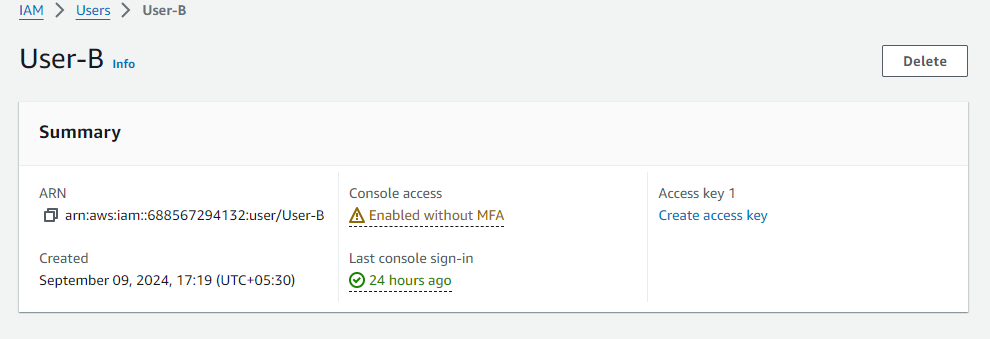 IAM > Users > User-B
User-B Info
Delete
Summary
ARN
arn:aws:iam::688567294132:user/User-B
Created
September 09, 2024, 17:19 (UTC+05:30)
Console access
Enabled without MFA
Last console sign-in
24 hours ago
Access key 1
Create access key